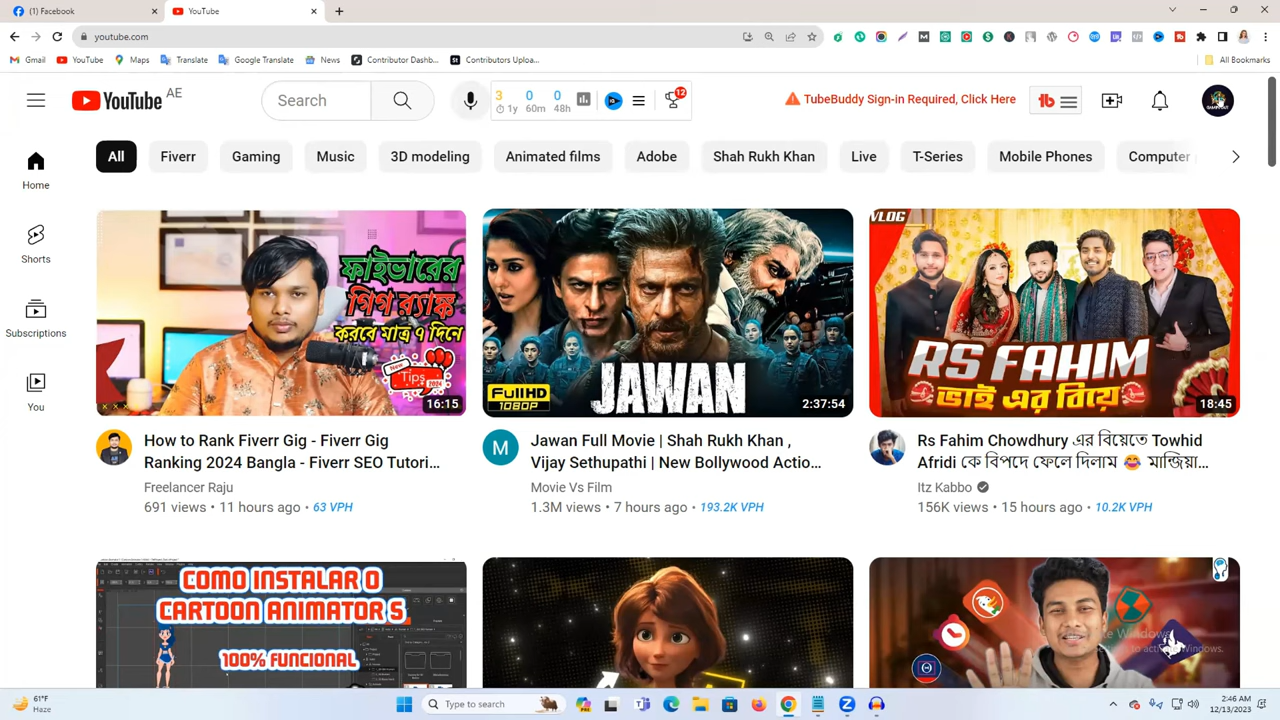 (1) Facebook
YouTube
youtube.com
Gmail
YouTube
Maps
Translate
Google Translate
News
Contributor Dashb...
Contributors Uploa...
All Bookmarks
YouTube AE
Search
3 0 0
1y 60m 48h
12
TubeBuddy Sign-in Required, Click Here
All
Fiverr
Gaming
Music
3D modeling
Animated films
Adobe
Shah Rukh Khan
Live
T-Series
Mobile Phones
Computer
Home
Shorts
Subscriptions
You
ফাইভারের
গিগ র‍্যাঙ্ক
করবে মাত্র ৭ দিনে
New
Tips
2024
16:15
How to Rank Fiverr Gig - Fiverr Gig
Ranking 2024 Bangla - Fiverr SEO Tutori...
Freelancer Raju
691 views • 11 hours ago • 63 VPH
FULLHD
1080P
JAWAN
2:37:54
M
Jawan Full Movie | Shah Rukh Khan ,
Vijay Sethupathi | New Bollywood Actio...
Movie Vs Film
1.3M views • 7 hours ago • 193.2K VPH
VLOG
RS FAHIM
ভাই এর বিয়ে
18:45
Rs Fahim Chowdhury এর বিয়েতে Towhid
Afridi কে বিপদে ফেলে দিলাম 😂 মান্জিয়া...
Itz Kabbo
156K views • 15 hours ago • 10.2K VPH
COMO INSTALAR O
CARTOON ANIMATOR 5
100% FUNCIONAL
61°F
Haze
Type to search
2:46 AM
12/13/2023